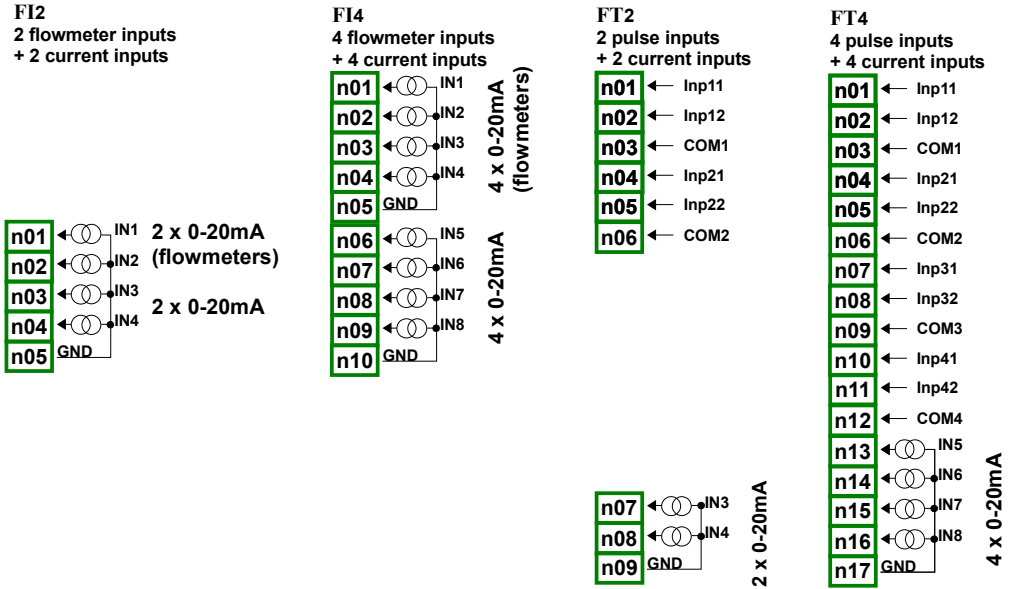 FI2
2 flowmeter inputs
+ 2 current inputs
n01 IN1
n02 IN2
n03 IN3
n04 IN4
n05 GND
2 x 0-20mA
(flowmeters)
2 x 0-20mA
FI4
4 flowmeter inputs
+ 4 current inputs
n01 IN1
n02 IN2
n03 IN3
n04 IN4
n05 GND
4 x 0-20mA
(flowmeters)
n06 IN5
n07 IN6
n08 IN7
n09 IN8
n10 GND
4 x 0-20mA
FT2
2 pulse inputs
+ 2 current inputs
n01 Inp11
n02 Inp12
n03 COM1
n04 Inp21
n05 Inp22
n06 COM2
n07 IN3
n08 IN4
n09 GND
2 x 0-20mA
FT4
4 pulse inputs
+ 4 current inputs
n01 Inp11
n02 Inp12
n03 COM1
n04 Inp21
n05 Inp22
n06 COM2
n07 Inp31
n08 Inp32
n09 COM3
n10 Inp41
n11 Inp42
n12 COM4
n13 IN5
n14 IN6
n15 IN7
n16 IN8
n17 GND
4 x 0-20mA